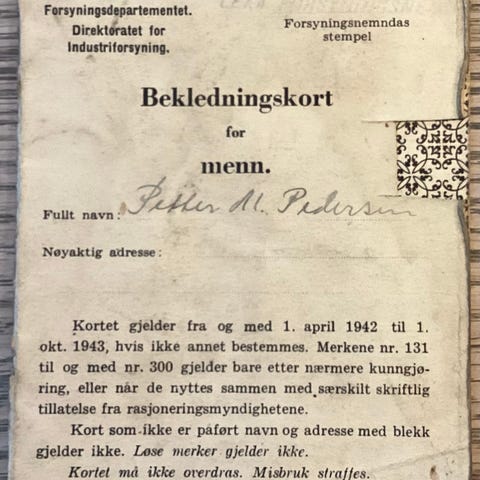 Forsyningsdepartementet.
Direktoratet for
Industriforsyning.
Forsyningsnemndas
stempel
Bekledningskort
for
menn.
Fullt navn: Petter M. Pedersen
Nøyaktig adresse:
Kortet gjelder fra og med 1. april 1942 til 1.
okt. 1943, hvis ikke annet bestemmes. Merkene nr. 131
til og med nr. 300 gjelder bare etter nærmere kunngjø-
ring, eller når de nyttes sammen med særskilt skriftlig
tillatelse fra rasjoneringsmyndighetene.
Kort som ikke er påført navn og adresse med blekk
gjelder ikke. Løse merker gjelder ikke.
Kortet må ikke overdras. Misbruk straffes.